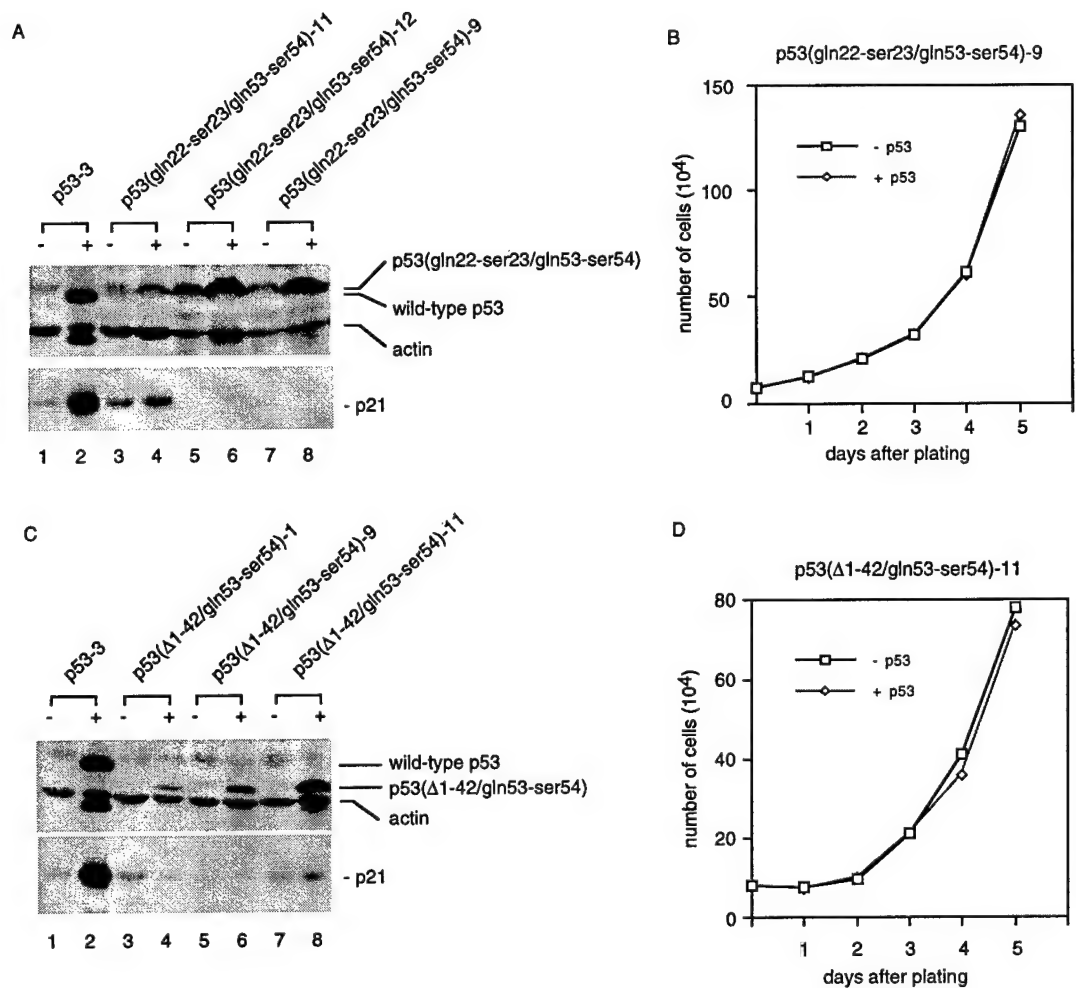 A
p53-3
p53(gln22-ser23/gln53-ser54)-11
p53(gln22-ser23/gln53-ser54)-12
p53(gln22-ser23/gln53-ser54)-9
- + - + - + - +
p53(gln22-ser23/gln53-ser54)
wild-type p53
actin
- p21
1 2 3 4 5 6 7 8
B
p53(gln22-ser23/gln53-ser54)-9
150
100
50
0
number of cells (10⁴)
- p53
+ p53
1 2 3 4 5
days after plating
C
p53-3
p53(Δ1-42/gln53-ser54)-1
p53(Δ1-42/gln53-ser54)-9
p53(Δ1-42/gln53-ser54)-11
- + - + - + - +
wild-type p53
p53(Δ1-42/gln53-ser54)
actin
- p21
1 2 3 4 5 6 7 8
D
p53(Δ1-42/gln53-ser54)-11
80
60
40
20
0
number of cells (10⁴)
- p53
+ p53
1 2 3 4 5
days after plating